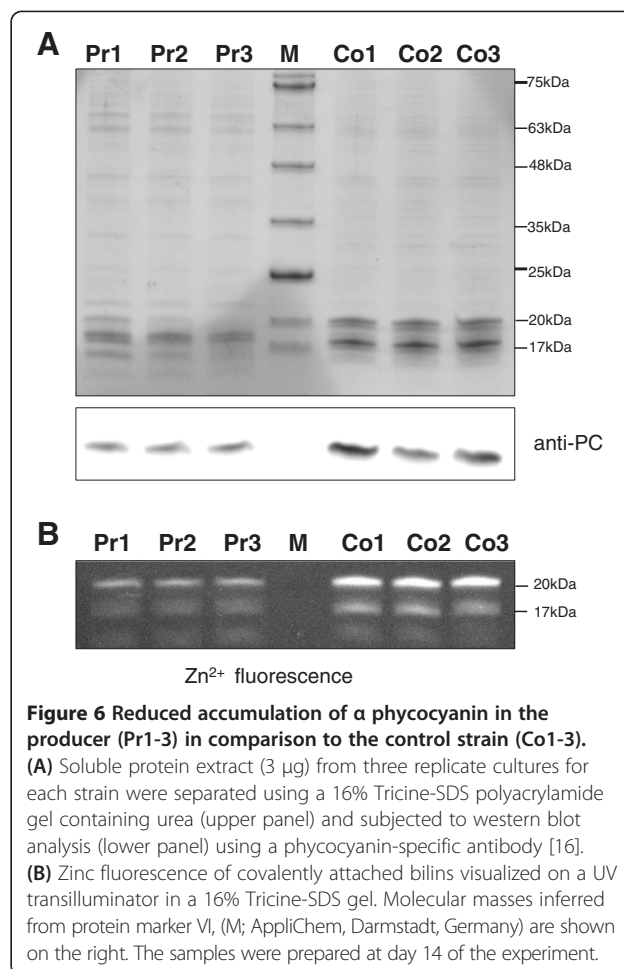 A
Pr1 Pr2 Pr3 M Co1 Co2 Co3
75kDa
63kDa
48kDa
35kDa
25kDa
20kDa
17kDa
anti-PC
B
Pr1 Pr2 Pr3 M Co1 Co2 Co3
20kDa
17kDa
Zn²⁺ fluorescence
Figure 6 Reduced accumulation of α phycocyanin in the
producer (Pr1-3) in comparison to the control strain (Co1-3).
(A) Soluble protein extract (3 μg) from three replicate cultures for
each strain were separated using a 16% Tricine-SDS polyacrylamide
gel containing urea (upper panel) and subjected to western blot
analysis (lower panel) using a phycocyanin-specific antibody [16].
(B) Zinc fluorescence of covalently attached bilins visualized on a UV
transilluminator in a 16% Tricine-SDS gel. Molecular masses inferred
from protein marker VI, (M; AppliChem, Darmstadt, Germany) are shown
on the right. The samples were prepared at day 14 of the experiment.